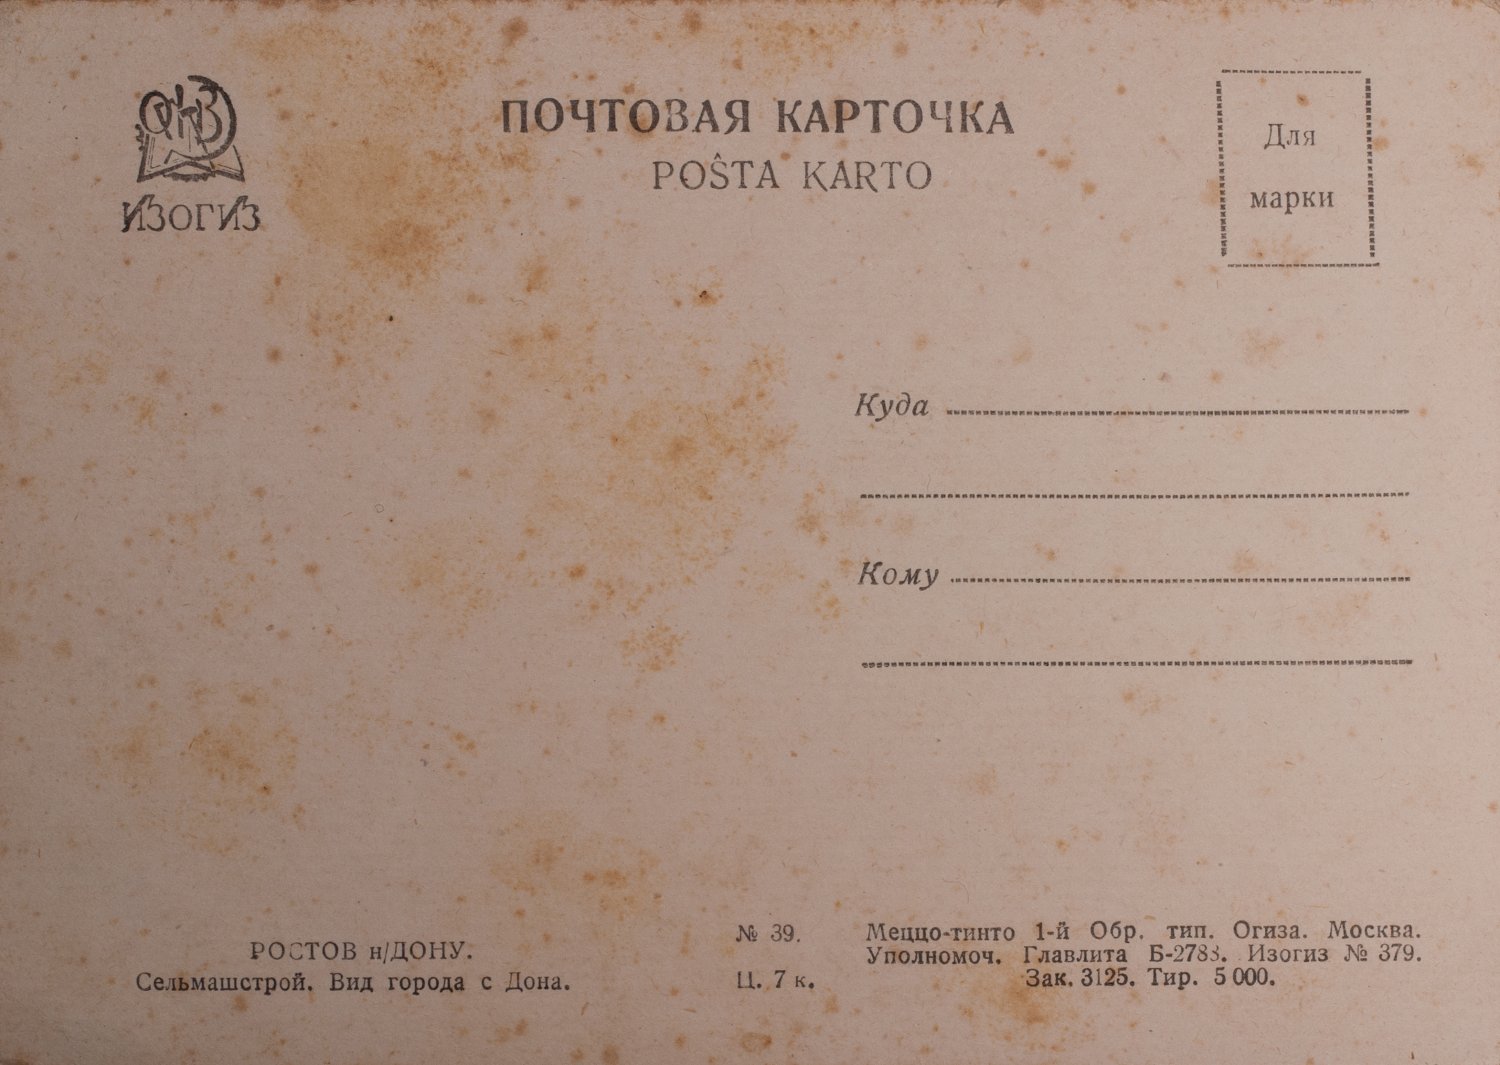 ИЗОГИЗ
ПОЧТОВАЯ КАРТОЧКА
POŜTA KARTO
Для
марки
Куда
Кому
РОСТОВ н/ДОНУ.
Сельмашстрой. Вид города с Дона.
№ 39.
Ц. 7 к.
Меццо-тинто 1-й Обр. тип. Огиза. Москва.
Уполномоч. Главлита Б-2783. Изогиз № 379.
Зак. 3125. Тир. 5 000.